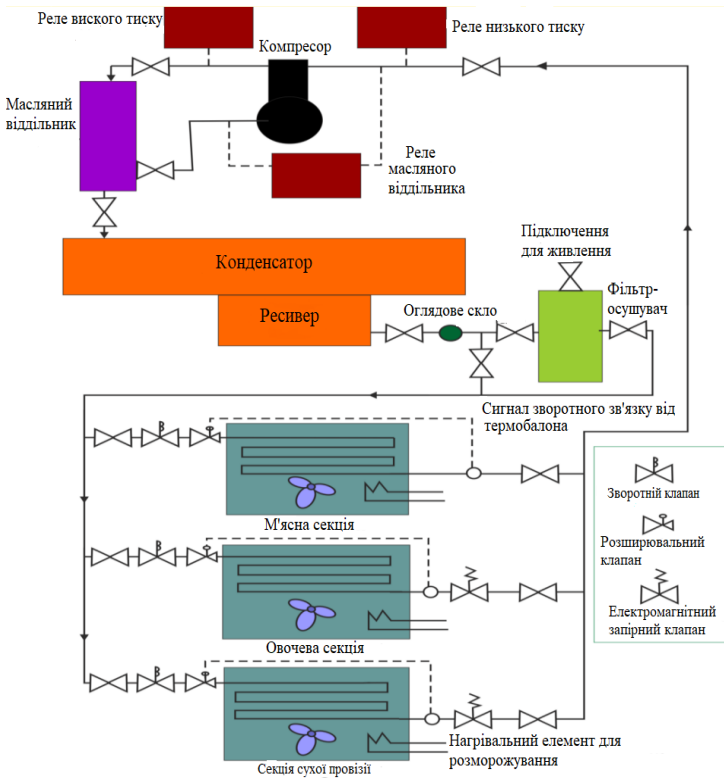 Реле виского тиску
Реле низького тиску
Компресор
Масляний
віддільник
Реле
масляного
віддільника
Підключення
для живлення
Конденсатор
Фільтр-
осушувач
Ресивер
Оглядове скло
Сигнал зворотного зв'язку від
термобалона
М'ясна секція
Зворотній клапан
Розширювальний
клапан
Електромагнітний
запірний клапан
Овочева секція
Нагрівальний елемент для
розморожування
Секція сухої провізії